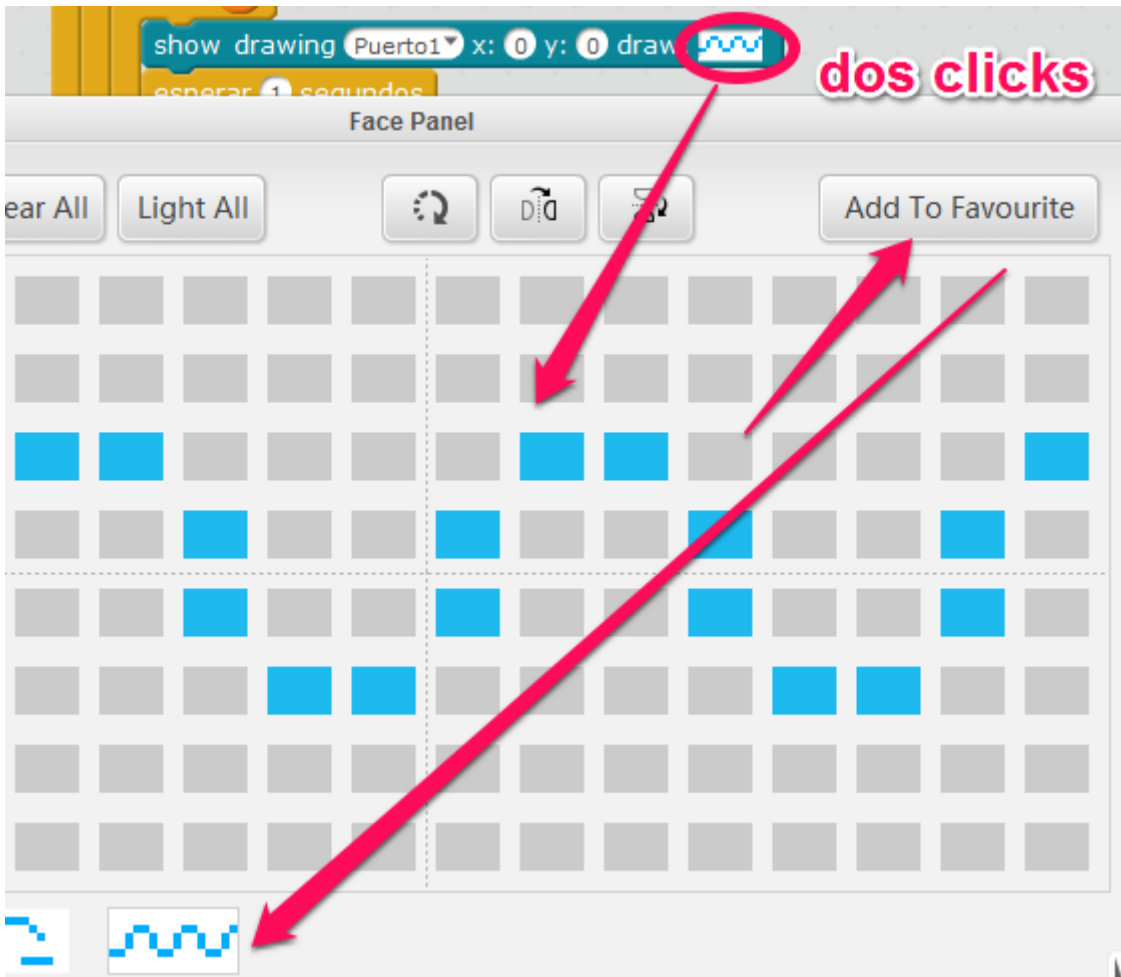 show drawing Puerto1 x: 0 y: 0 draw
dos clicks
esperar 1 segundos
Face Panel
ear All
Light All
Add To Favourite